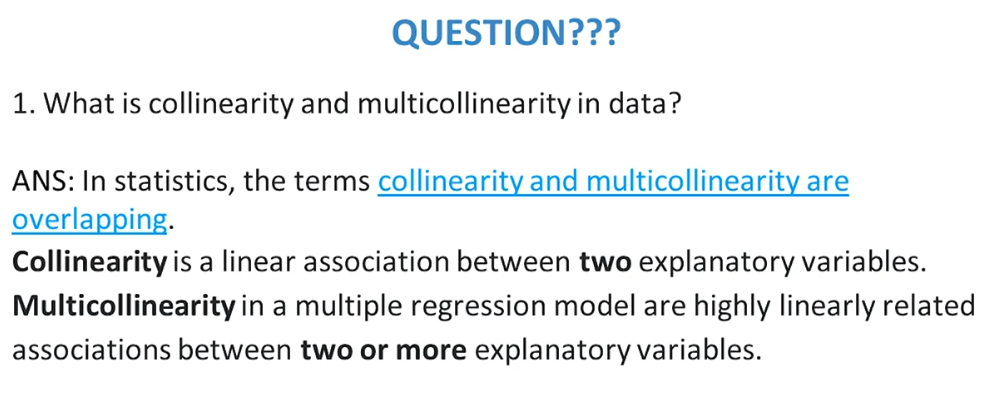 QUESTION???
1. What is collinearity and multicollinearity in data?
ANS: In statistics, the terms collinearity and multicollinearity are
overlapping.
Collinearity is a linear association between two explanatory variables.
Multicollinearity in a multiple regression model are highly linearly related
associations between two or more explanatory variables.